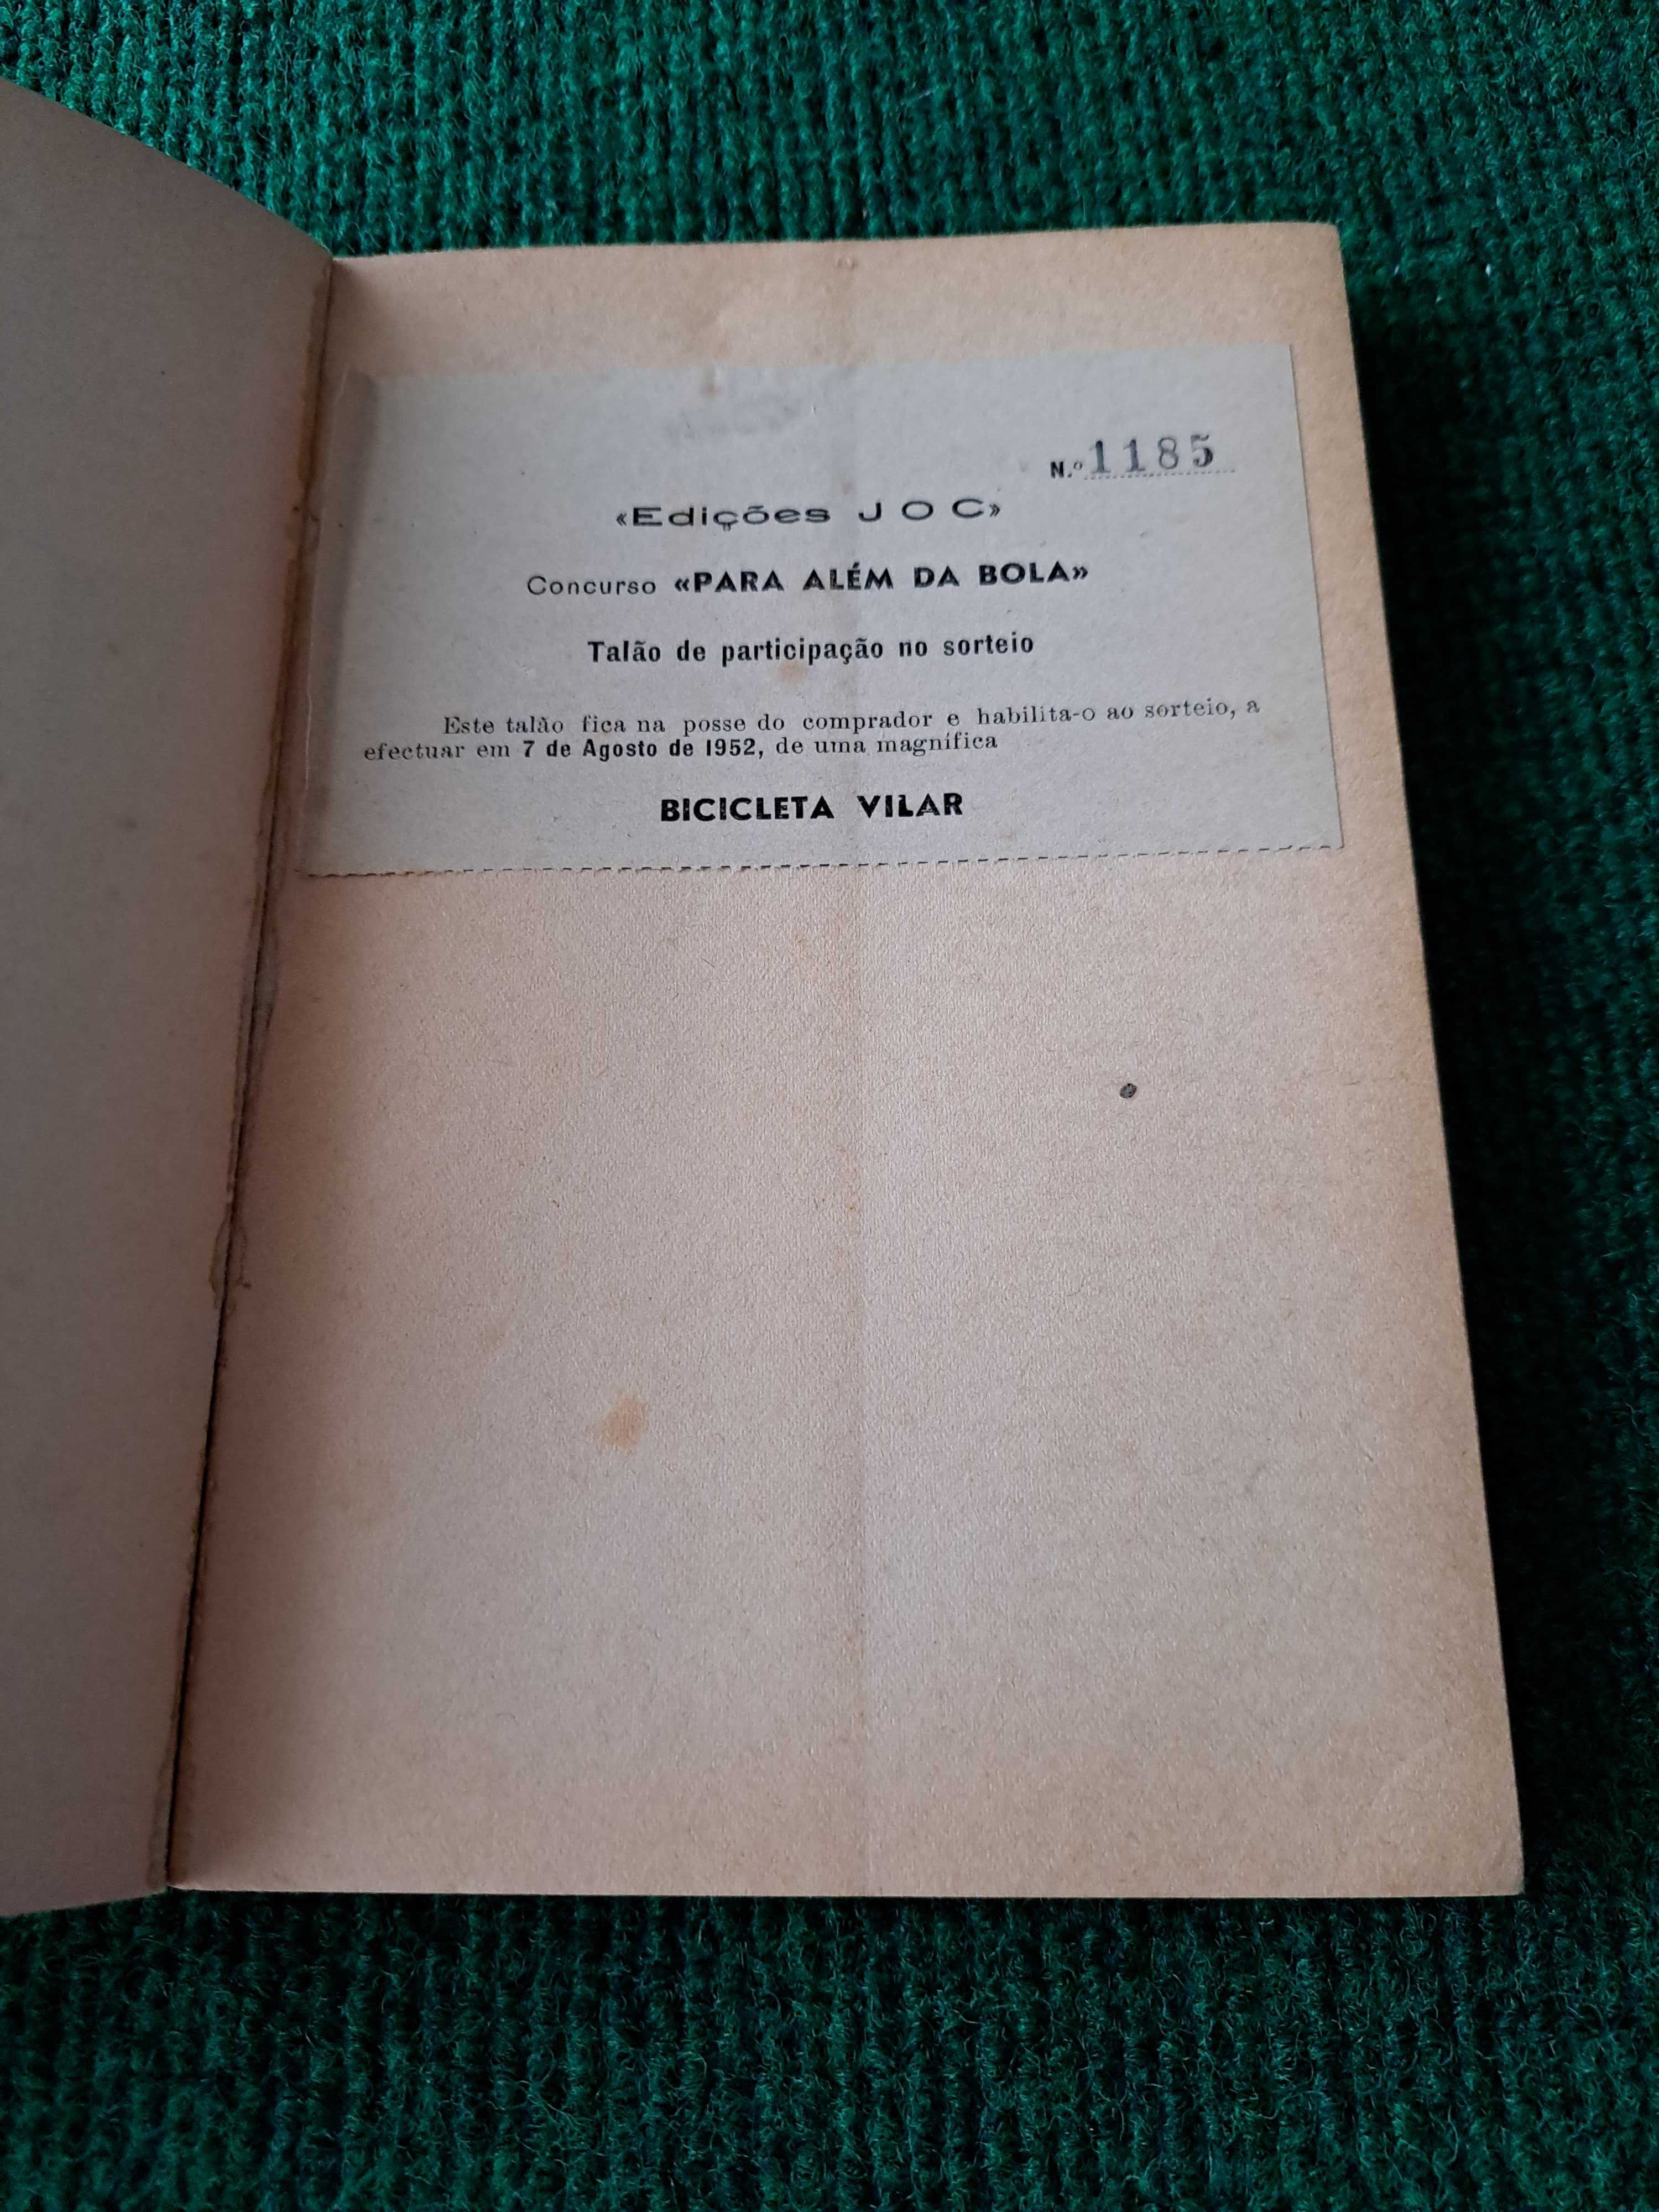 N.º 1185
«Edições J O C»
Concurso «PARA ALÉM DA BOLA»
Talão de participação no sorteio
Este talão fica na posse do comprador e habilita-o ao sorteio, a
efectuar em 7 de Agosto de 1952, de uma magnífica
BICICLETA VILAR